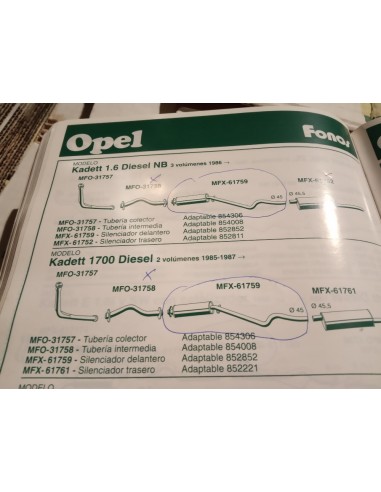 Opel
Fonos
MODELO
Kadett 1.6 Diesel NB 3 volúmenes 1986 →
MFO-31757
MFO-31758
MFX-61759
Ø 45
MFO-31757 - Tubería colector Adaptable 854306
MFO-31758 - Tubería intermedia Adaptable 854008
MFX-61759 - Silenciador delantero Adaptable 852852
MFX-61752 - Silenciador trasero Adaptable 852811
MODELO
Kadett 1700 Diesel 2 volúmenes 1985-1987 →
MFO-31757
MFO-31758
MFX-61759
MFX-61761
Ø 45
Ø 45,5
MFO-31757 - Tubería colector Adaptable 854306
MFO-31758 - Tubería intermedia Adaptable 854008
MFX-61759 - Silenciador delantero Adaptable 852852
MFX-61761 - Silenciador trasero Adaptable 852221
MODELO